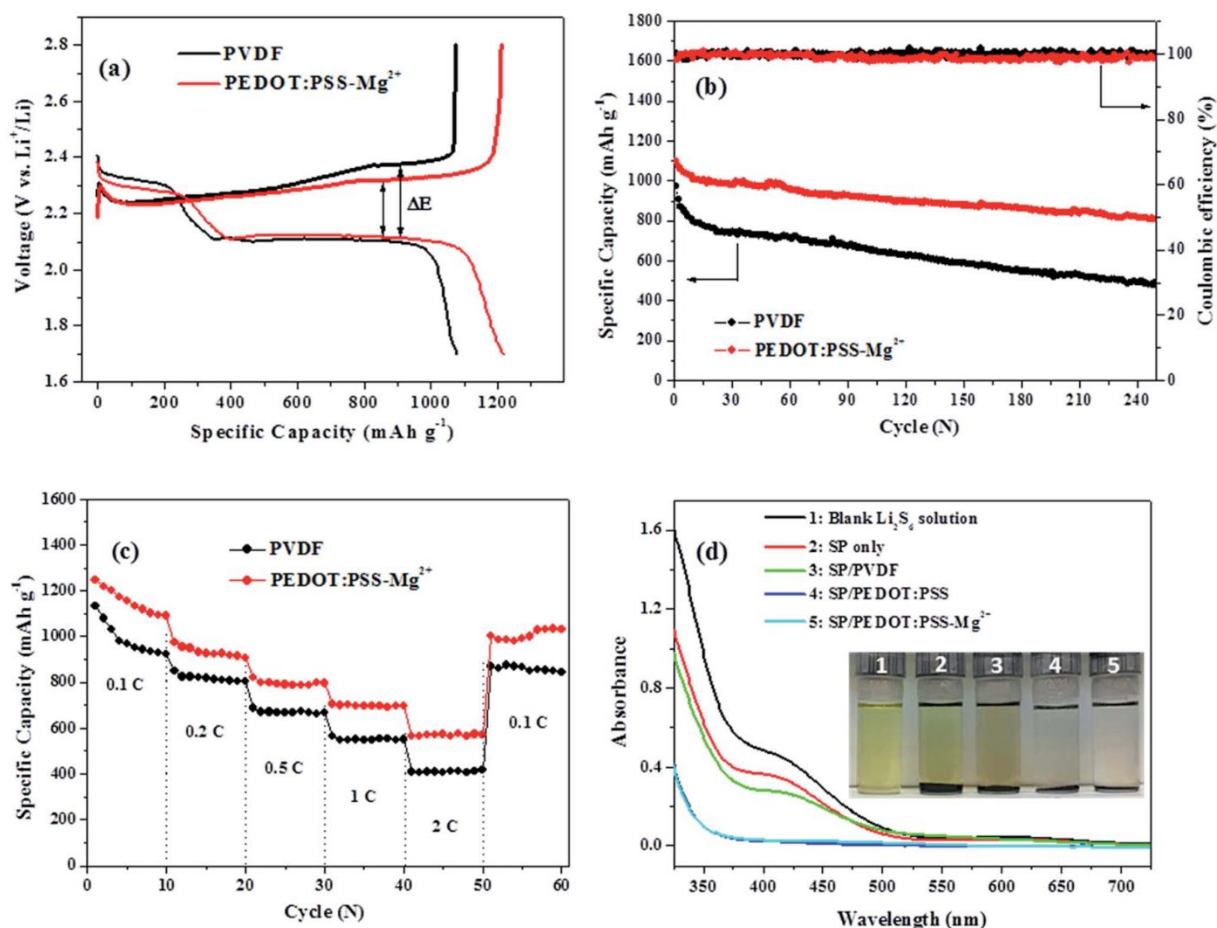 (a)
PVDF
PEDOT:PSS-Mg²⁺
ΔE
Voltage (V vs. Li⁺/Li)
2.8
2.6
2.4
2.2
2.0
1.8
1.6
0 200 400 600 800 1000 1200
Specific Capacity (mAh g⁻¹)
(b)
Specific Capacity (mAh g⁻¹)
1800
1600
1400
1200
1000
800
600
400
200
0
Coulombic efficiency (%)
100
80
60
40
20
0
PVDF
PEDOT:PSS-Mg²⁺
0 30 60 90 120 150 180 210 240
Cycle (N)
(c)
PVDF
PEDOT:PSS-Mg²⁺
Specific Capacity (mAh g⁻¹)
1600
1400
1200
1000
800
600
400
200
0
0.1 C
0.2 C
0.5 C
1 C
2 C
0.1 C
0 10 20 30 40 50 60
Cycle (N)
(d)
1: Blank Li₂S₆ solution
2: SP only
3: SP/PVDF
4: SP/PEDOT:PSS
5: SP/PEDOT:PSS-Mg²⁺
1 2 3 4 5
Absorbance
1.6
1.2
0.8
0.4
0.0
350 400 450 500 550 600 650 700
Wavelength (nm)